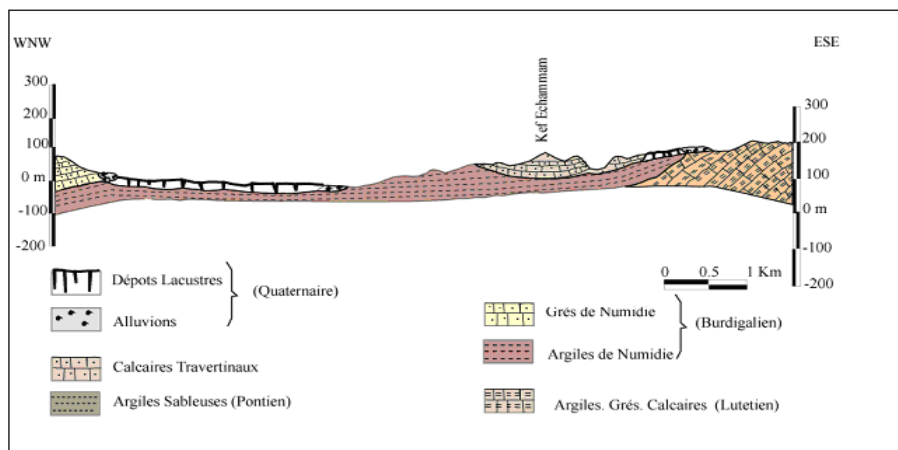 WNW
ESE
Kef Echammam
300
200
100
0 m
-100
-200
300
200
100
0 m
-100
-200
0 0.5 1 Km
Dépots Lacustres
(Quaternaire)
Alluvions
Calcaires Travertinaux
Argiles Sableuses (Pontien)
Grés de Numidie
(Burdigalien)
Argiles de Numidie
Argiles. Grés. Calcaires (Lutetien)